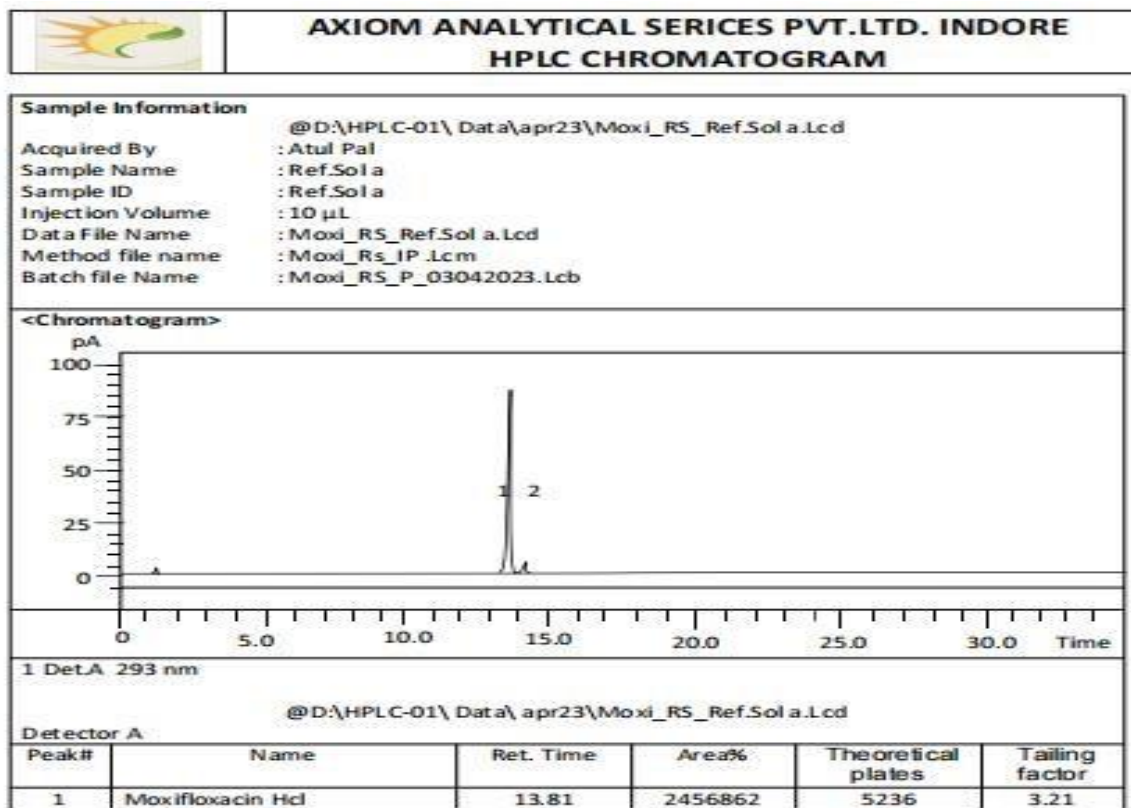 AXIOM ANALYTICAL SERICES PVT.LTD. INDORE
HPLC CHROMATOGRAM
Sample Information
@D:\HPLC-01\ Data\apr23\Moxi_RS_Ref.Sol a.Lcd
Acquired By : Atul Pal
Sample Name : Ref.Sol a
Sample ID : Ref.Sol a
Injection Volume : 10 µL
Data File Name : Moxi_RS_Ref.Sol a.Lcd
Method file name : Moxi_Rs_IP .Lcm
Batch file Name : Moxi_RS_P_03042023.Lcb
<Chromatogram>
pA
100
75
50
1 2
25
0
0 5.0 10.0 15.0 20.0 25.0 30.0 Time
1 Det.A 293 nm
@D:\HPLC-01\ Data\ apr23\Moxi_RS_Ref.Sol a.Lcd
Detector A
Peak# Name Ret. Time Area% Theoretical plates Tailing factor
1 Moxifloxacin Hcl 13.81 2456862 5236 3.21